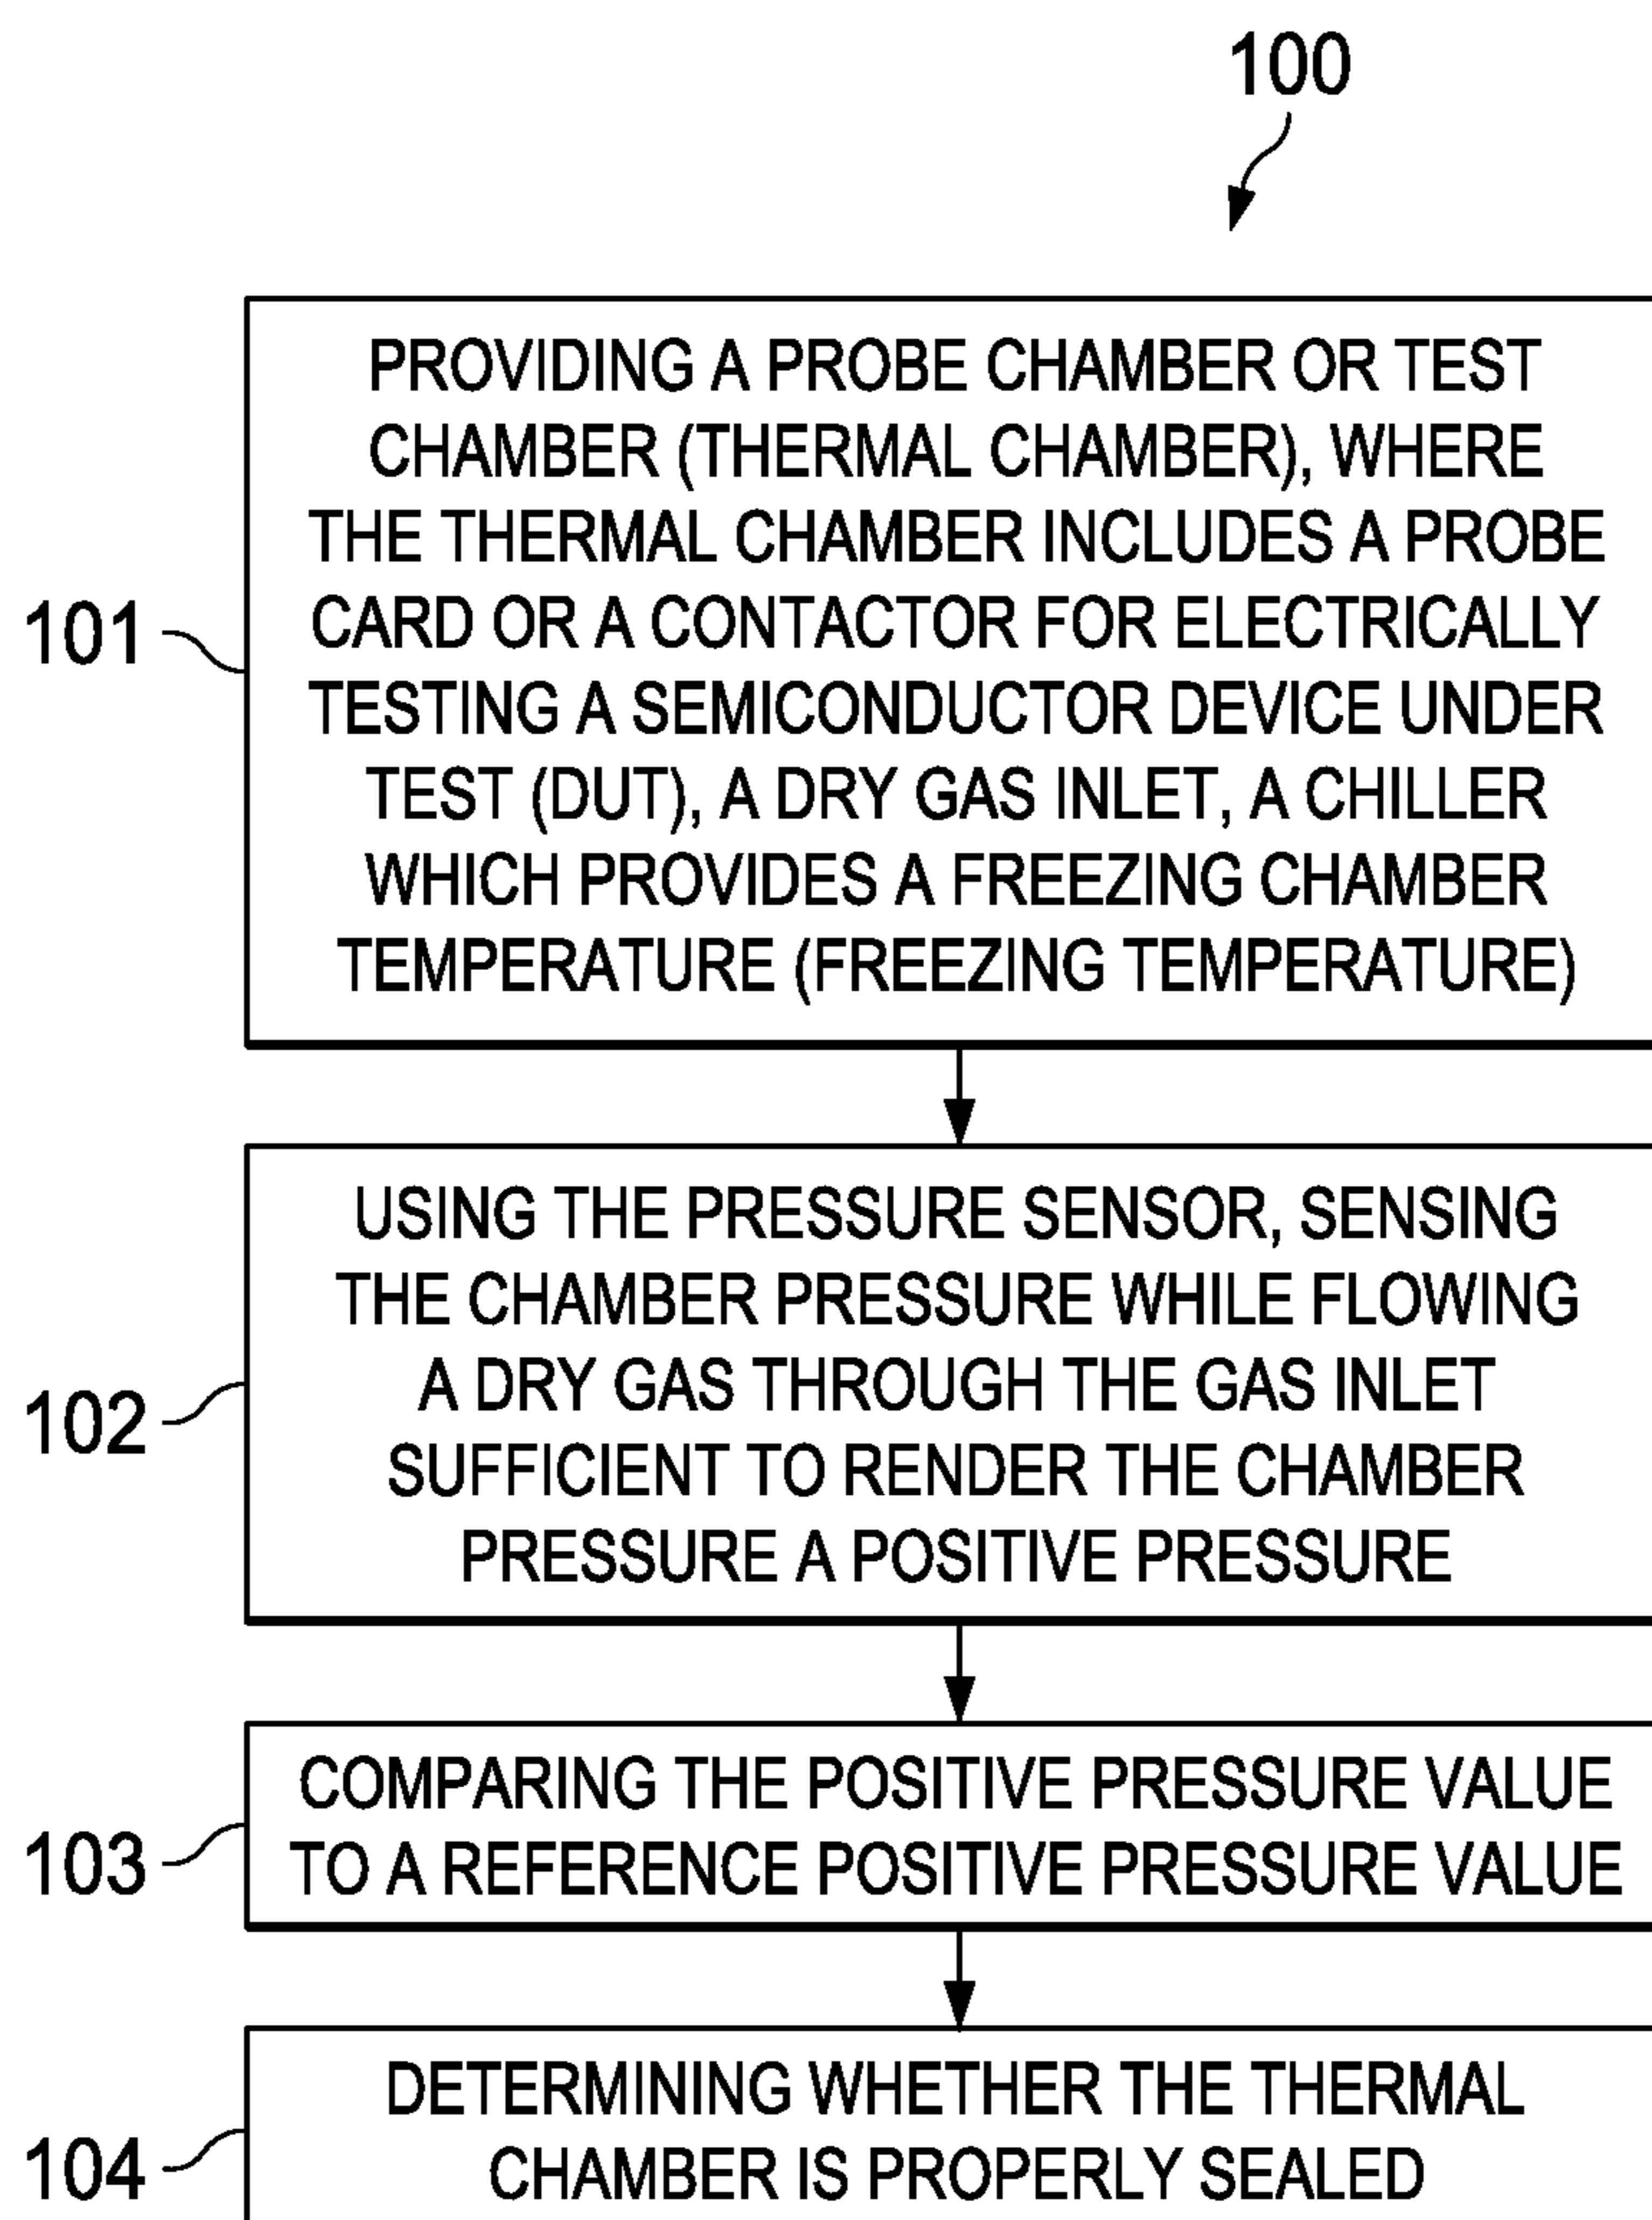 100
PROVIDING A PROBE CHAMBER OR TEST
CHAMBER (THERMAL CHAMBER), WHERE
THE THERMAL CHAMBER INCLUDES A PROBE
CARD OR A CONTACTOR FOR ELECTRICALLY
TESTING A SEMICONDUCTOR DEVICE UNDER
TEST (DUT), A DRY GAS INLET, A CHILLER
WHICH PROVIDES A FREEZING CHAMBER
TEMPERATURE (FREEZING TEMPERATURE)
101
USING THE PRESSURE SENSOR, SENSING
THE CHAMBER PRESSURE WHILE FLOWING
A DRY GAS THROUGH THE GAS INLET
SUFFICIENT TO RENDER THE CHAMBER
PRESSURE A POSITIVE PRESSURE
102
COMPARING THE POSITIVE PRESSURE VALUE
TO A REFERENCE POSITIVE PRESSURE VALUE
103
DETERMINING WHETHER THE THERMAL
CHAMBER IS PROPERLY SEALED
104